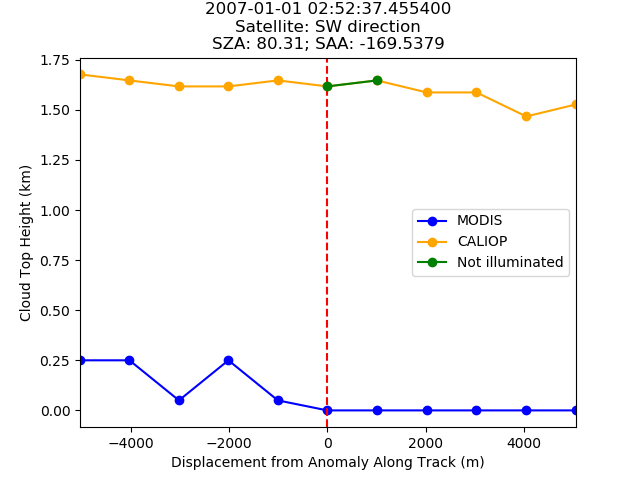 2007-01-01 02:52:37.455400
Satellite: SW direction
SZA: 80.31; SAA: -169.5379
1.75
1.50
1.25
1.00
0.75
0.50
0.25
0.00
Cloud Top Height (km)
MODIS
CALIOP
Not illuminated
−4000
−2000
0
2000
4000
Displacement from Anomaly Along Track (m)